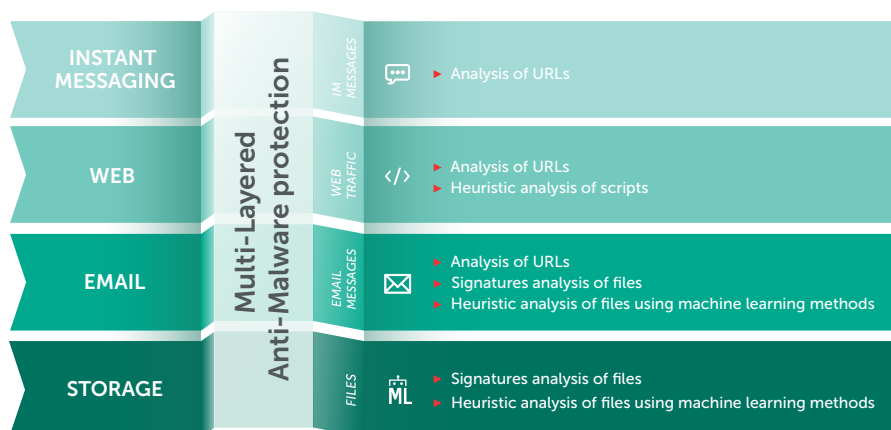 INSTANT
MESSAGING
IM
MESSAGES
Analysis of URLs
WEB
WEB
TRAFFIC
</>
Analysis of URLs
Heuristic analysis of scripts
Multi-Layered
Anti-Malware protection
EMAIL
EMAIL
MESSAGES
Analysis of URLs
Signatures analysis of files
Heuristic analysis of files using machine learning methods
STORAGE
FILES
ML
Signatures analysis of files
Heuristic analysis of files using machine learning methods